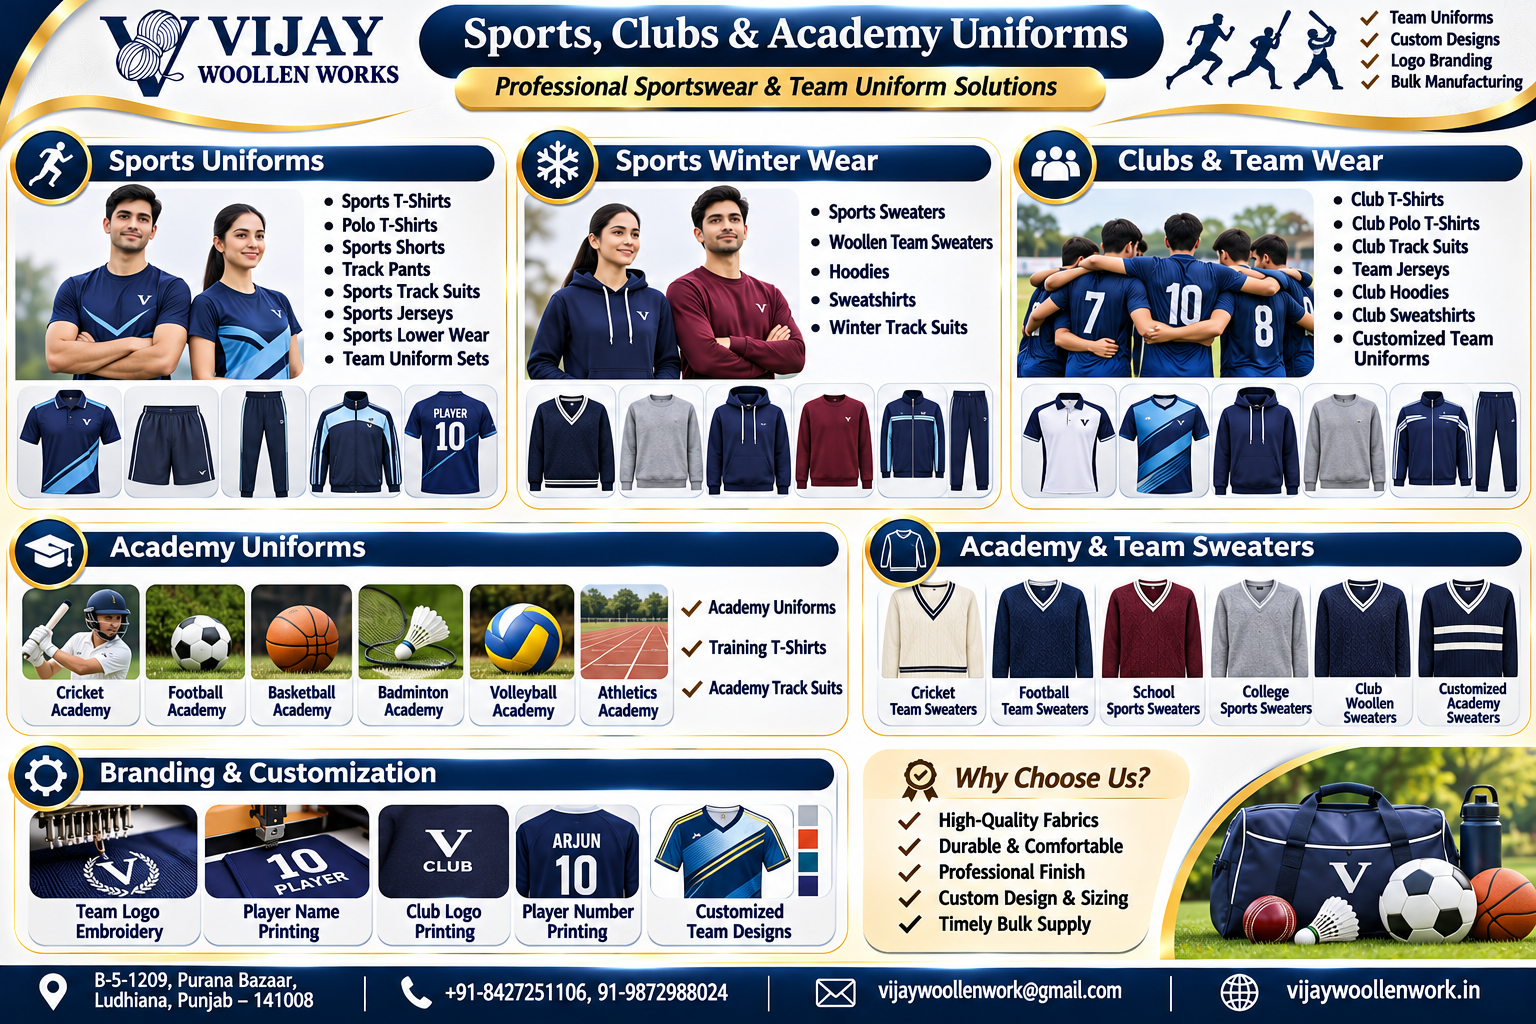 VIJAY
WOOLLEN WORKS
Sports, Clubs & Academy Uniforms
Professional Sportswear & Team Uniform Solutions
Team Uniforms
Custom Designs
Logo Branding
Bulk Manufacturing
Sports Uniforms
Sports T-Shirts
Polo T-Shirts
Sports Shorts
Track Pants
Sports Track Suits
Sports Jerseys
Sports Lower Wear
Team Uniform Sets
V
V
V
V
PLAYER
10
Sports Winter Wear
Sports Sweaters
Woollen Team Sweaters
Hoodies
Sweatshirts
Winter Track Suits
V
V
V
Clubs & Team Wear
Club T-Shirts
Club Polo T-Shirts
Club Track Suits
Team Jerseys
Club Hoodies
Club Sweatshirts
Customized Team
Uniforms
7
10
8
V
V
Academy Uniforms
Cricket
Academy
Football
Academy
Basketball
Academy
Badminton
Academy
Volleyball
Academy
Athletics
Academy
Academy Uniforms
Training T-Shirts
Academy Track Suits
Academy & Team Sweaters
Cricket
Team Sweaters
Football
Team Sweaters
School
Sports Sweaters
College
Sports Sweaters
Club
Woollen
Sweaters
Customized
Academy
Sweaters
Branding & Customization
V
Team Logo
Embroidery
10
PLAYER
Player Name
Printing
V
CLUB
Club Logo
Printing
ARJUN
10
Player Number
Printing
Customized
Team Designs
Why Choose Us?
High-Quality Fabrics
Durable & Comfortable
Professional Finish
Custom Design & Sizing
Timely Bulk Supply
V
B-5-1209, Purana Bazaar,
Ludhiana, Punjab – 141008
+91-8427251106, 91-9872988024
vijaywoollenwork@gmail.com
vijaywoollenwork.in